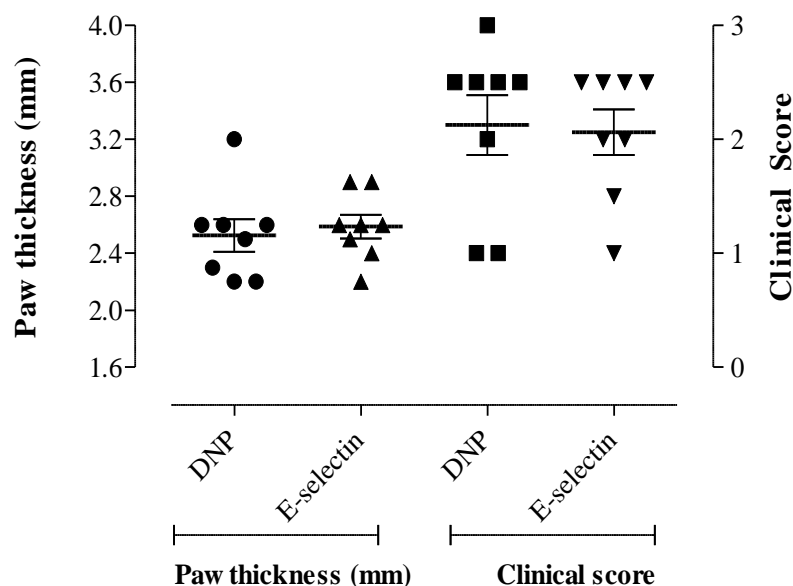 Paw thickness (mm)
4.0
3.6
3.2
2.8
2.4
2.0
1.6
3
2
1
0
Clinical Score
DNP
E-selectin
DNP
E-selectin
Paw thickness (mm)
Clinical score